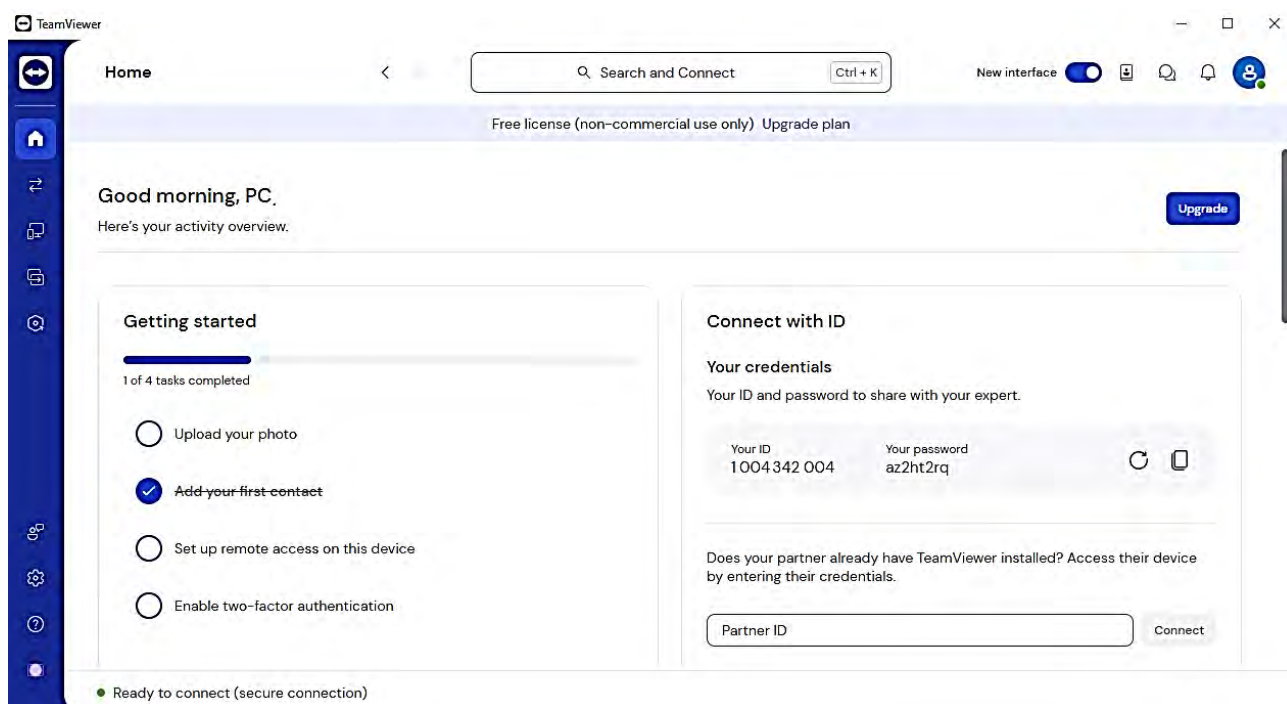 TeamViewer
Home
Search and Connect
Ctrl + K
New interface
Free license (non-commercial use only) Upgrade plan
Good morning, PC.
Here's your activity overview.
Upgrade
Getting started
1 of 4 tasks completed
Upload your photo
Add your first contact
Set up remote access on this device
Enable two-factor authentication
Connect with ID
Your credentials
Your ID and password to share with your expert.
Your ID
1 004 342 004
Your password
az2ht2rq
Does your partner already have TeamViewer installed? Access their device
by entering their credentials.
Partner ID
Connect
Ready to connect (secure connection)